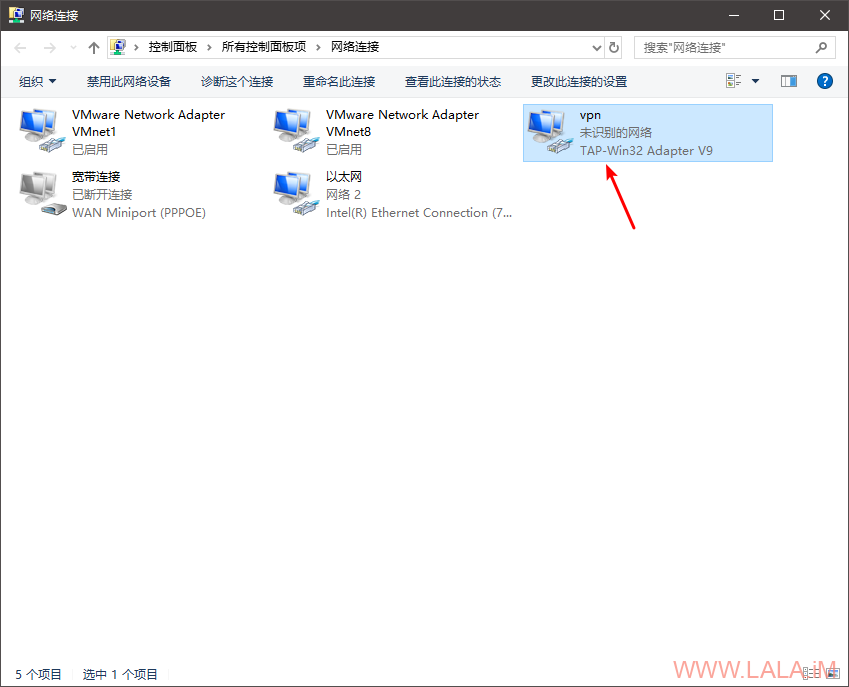 网络连接
控制面板 › 所有控制面板项 › 网络连接
搜索"网络连接"
组织 禁用此网络设备 诊断这个连接 重命名此连接 查看此连接的状态 更改此连接的设置
VMware Network Adapter
VMnet1
已启用
VMware Network Adapter
VMnet8
已启用
vpn
未识别的网络
TAP-Win32 Adapter V9
宽带连接
已断开连接
WAN Miniport (PPPOE)
以太网
网络 2
Intel(R) Ethernet Connection (7...
5 个项目 选中 1 个项目
WWW.LALA.iM